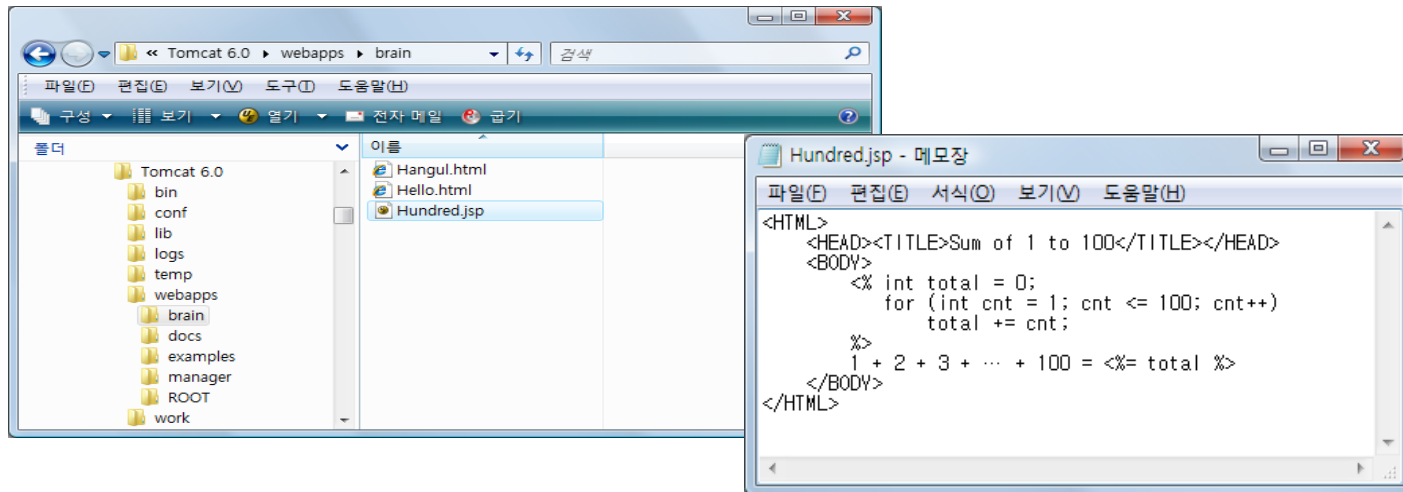 « Tomcat 6.0 ▸ webapps ▸ brain
검색
파일(F) 편집(E) 보기(V) 도구(T) 도움말(H)
구성 보기 열기 전자 메일 굽기
폴더
Tomcat 6.0
bin
conf
lib
logs
temp
webapps
brain
docs
examples
manager
ROOT
work
이름
Hangul.html
Hello.html
Hundred.jsp
Hundred.jsp - 메모장
파일(F) 편집(E) 서식(O) 보기(V) 도움말(H)
<HTML>
<HEAD><TITLE>Sum of 1 to 100</TITLE></HEAD>
<BODY>
<% int total = 0;
for (int cnt = 1; cnt <= 100; cnt++)
total += cnt;
%>
1 + 2 + 3 + … + 100 = <%= total %>
</BODY>
</HTML>